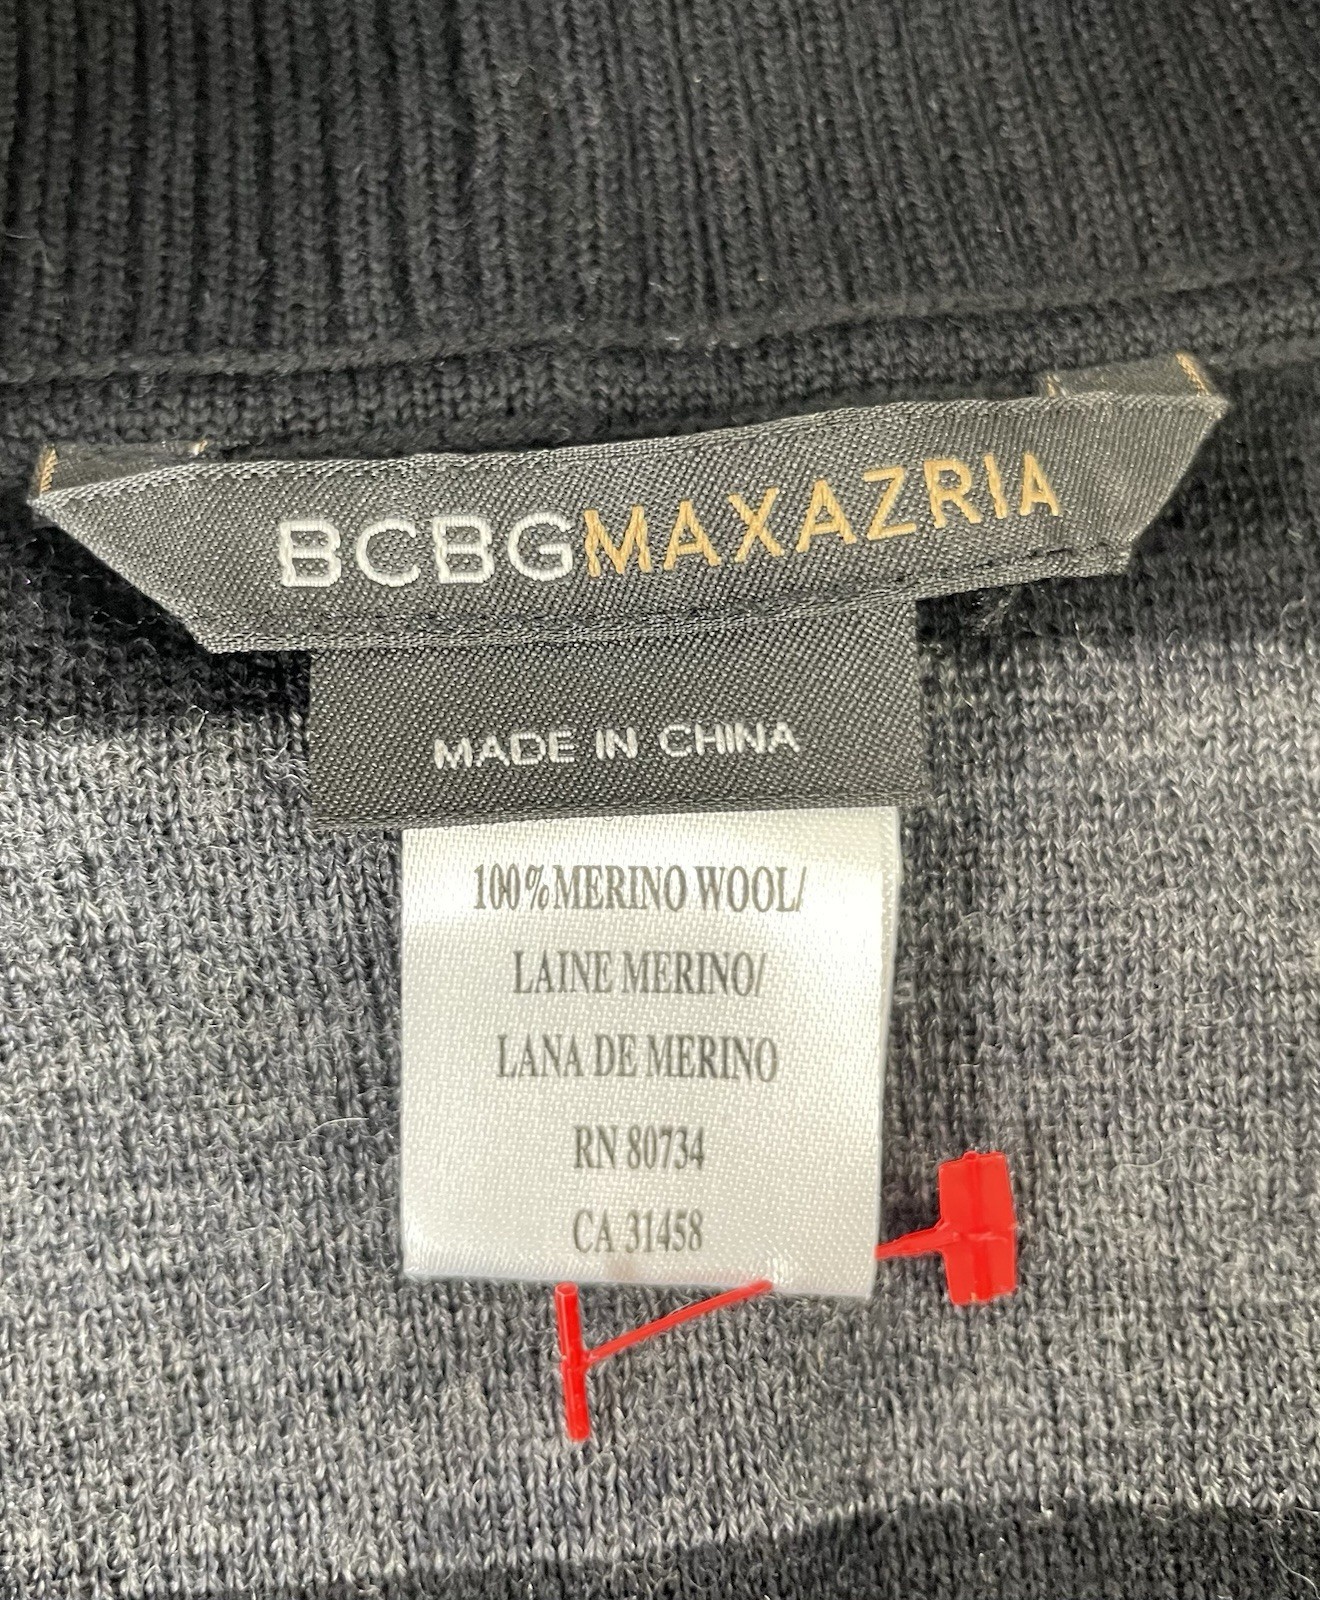 BCBGMAXAZRIA
MADE IN CHINA
100% MERINO WOOL/
LAINE MERINO/
LANA DE MERINO
RN 80734
CA 31458